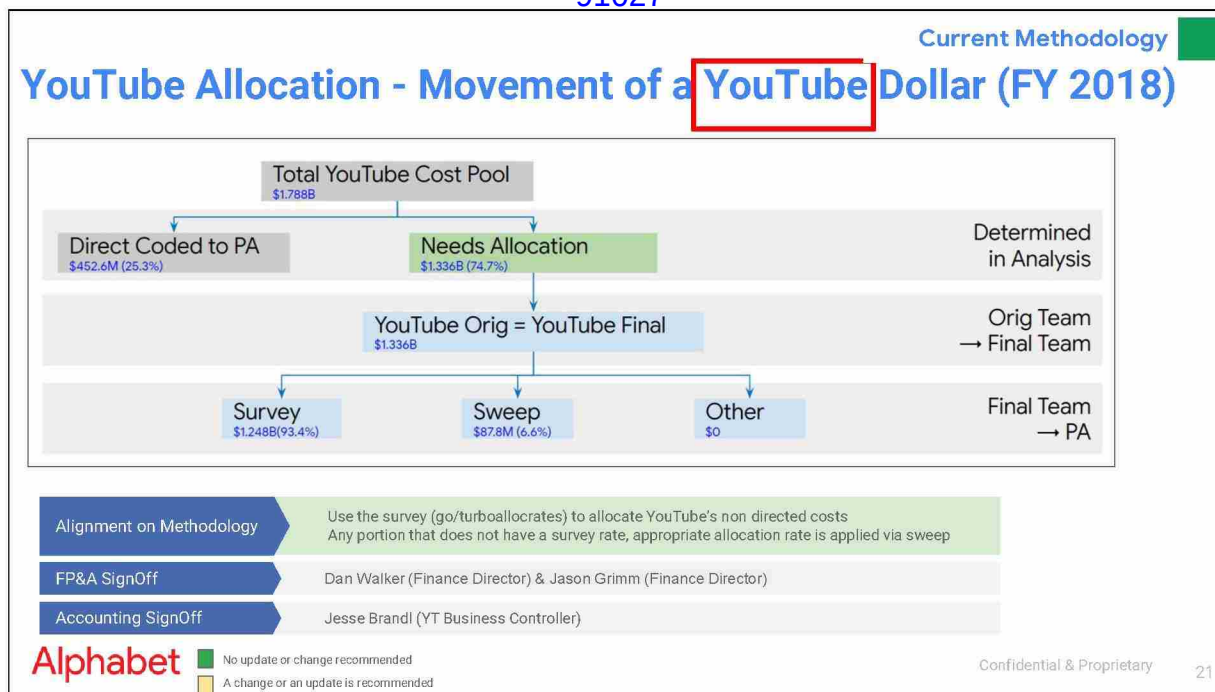 Current Methodology
YouTube Allocation - Movement of a YouTube Dollar (FY 2018)
Total YouTube Cost Pool
$1.788B
Direct Coded to PA
$452.6M (25.3%)
Needs Allocation
$1.336B (74.7%)
Determined
in Analysis
YouTube Orig = YouTube Final
$1.336B
Orig Team
→ Final Team
Survey
$1.248B(93.4%)
Sweep
$87.8M (6.6%)
Other
$0
Final Team
→ PA
Alignment on Methodology
Use the survey (go/turboallocrates) to allocate YouTube's non directed costs
Any portion that does not have a survey rate, appropriate allocation rate is applied via sweep
FP&A SignOff
Dan Walker (Finance Director) & Jason Grimm (Finance Director)
Accounting SignOff
Jesse Brandl (YT Business Controller)
Alphabet
No update or change recommended
A change or an update is recommended
Confidential & Proprietary
21